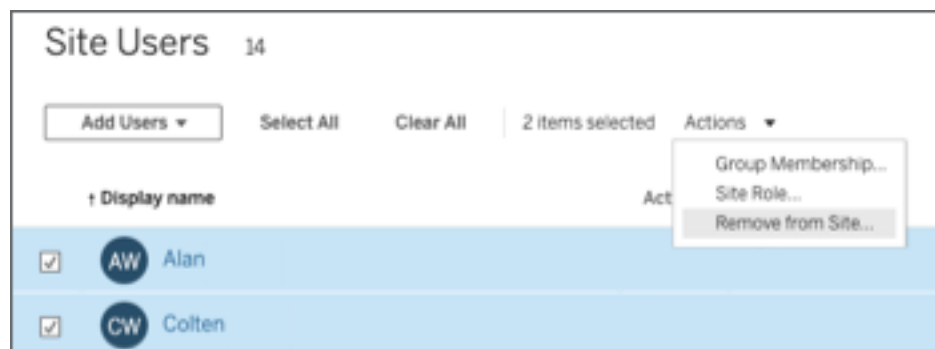 Site Users 14
Add Users Select All Clear All 2 items selected Actions
Group Membership...
Site Role...
Remove from Site...
↑ Display name Act
AW Alan
CW Colten